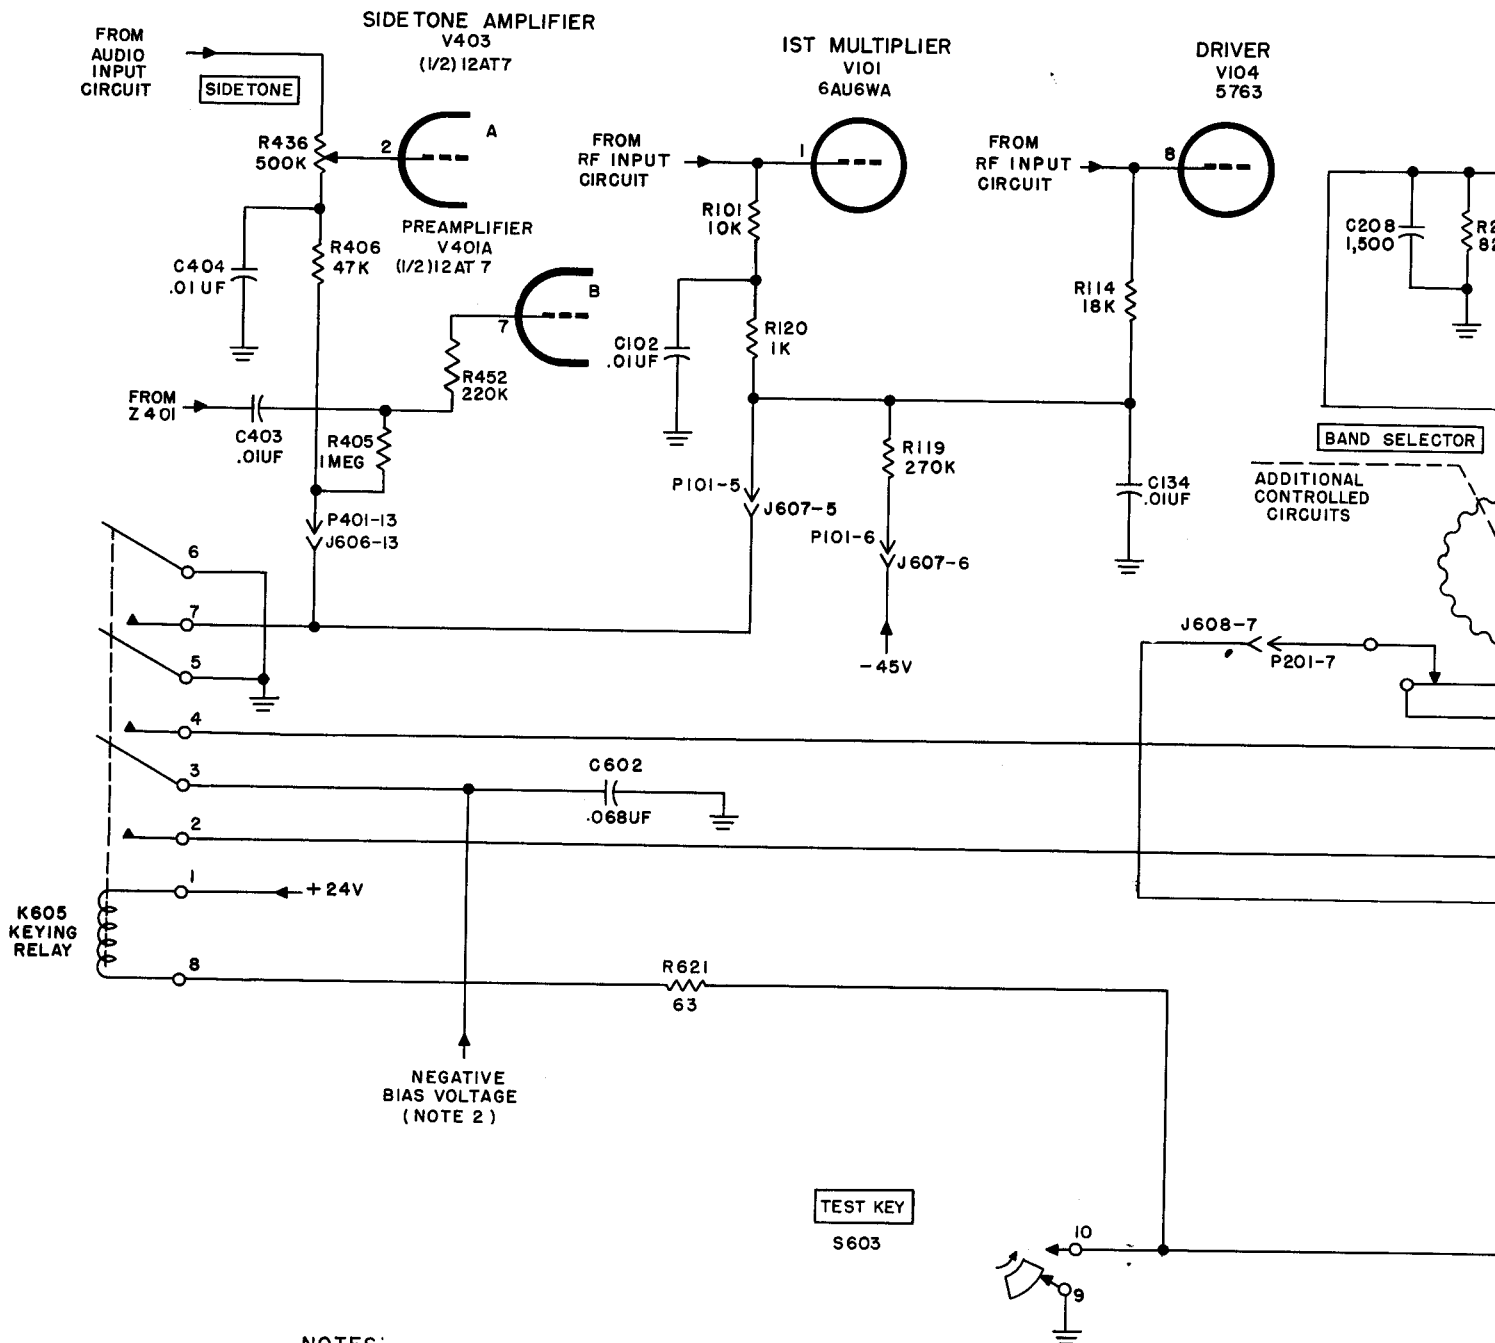 SIDETONE AMPLIFIER
V403
(1/2) 12AT7
FROM
AUDIO
INPUT
CIRCUIT
SIDETONE
R436
500K
2
A
C404
.01UF
R406
47K
PREAMPLIFIER
V401A
(1/2) 12AT7
B
7
R452
220K
FROM
Z401
C403
.01UF
R405
1MEG
P401-13
J606-13
1ST MULTIPLIER
V101
6AU6WA
FROM
RF INPUT
CIRCUIT
1
R101
10K
C102
.01UF
R120
1K
P101-5
J607-5
R119
270K
P101-6
J607-6
-45V
DRIVER
V104
5763
FROM
RF INPUT
CIRCUIT
8
R114
18K
C134
.01UF
C208
1,500
BAND SELECTOR
ADDITIONAL
CONTROLLED
CIRCUITS
J608-7
P201-7
6
7
5
4
3
2
1
+24V
8
C602
.068UF
K605
KEYING
RELAY
R621
63
NEGATIVE
BIAS VOLTAGE
(NOTE 2)
TEST KEY
S603
10
9
NOTES: